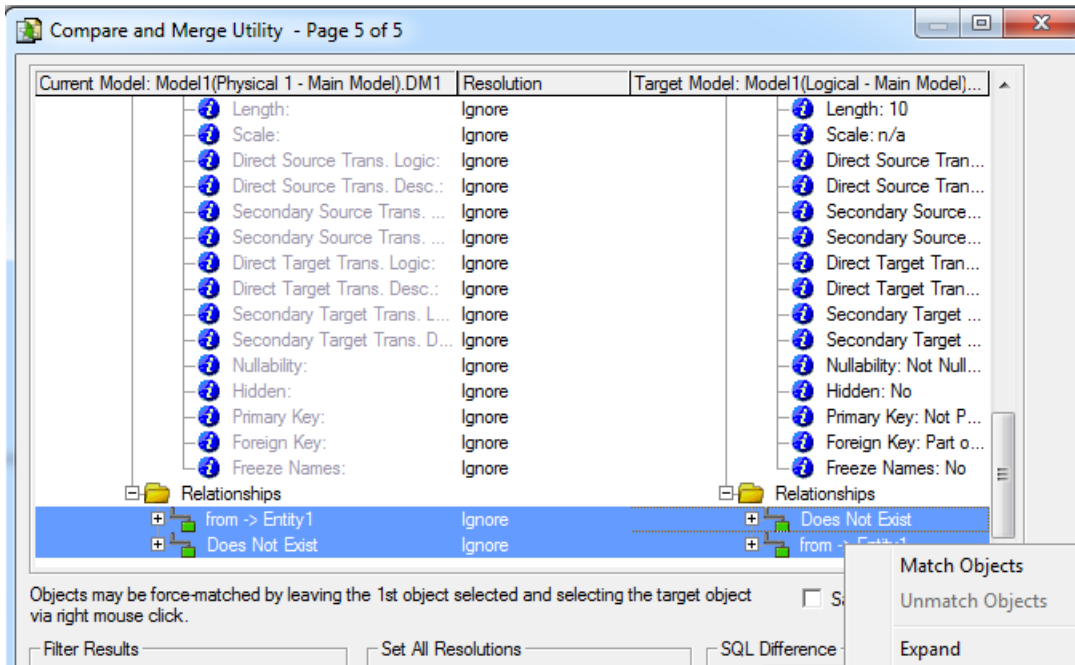 Compare and Merge Utility - Page 5 of 5
Current Model: Model1(Physical 1 - Main Model).DM1 Resolution Target Model: Model1(Logical - Main Model)...
Length: Ignore Length: 10
Scale: Ignore Scale: n/a
Direct Source Trans. Logic: Ignore Direct Source Tran...
Direct Source Trans. Desc.: Ignore Direct Source Tran...
Secondary Source Trans. ... Ignore Secondary Source...
Secondary Source Trans. ... Ignore Secondary Source...
Direct Target Trans. Logic: Ignore Direct Target Tran...
Direct Target Trans. Desc.: Ignore Direct Target Tran...
Secondary Target Trans. L... Ignore Secondary Target ...
Secondary Target Trans. D... Ignore Secondary Target ...
Nullability: Ignore Nullability: Not Null...
Hidden: Ignore Hidden: No
Primary Key: Ignore Primary Key: Not P...
Foreign Key: Ignore Foreign Key: Part o...
Freeze Names: Ignore Freeze Names: No
Relationships Relationships
from -> Entity1 Ignore Does Not Exist
Does Not Exist Ignore from ->
Match Objects
Objects may be force-matched by leaving the 1st object selected and selecting the target object
via right mouse click.
Unmatch Objects
Filter Results Set All Resolutions SQL Difference Expand